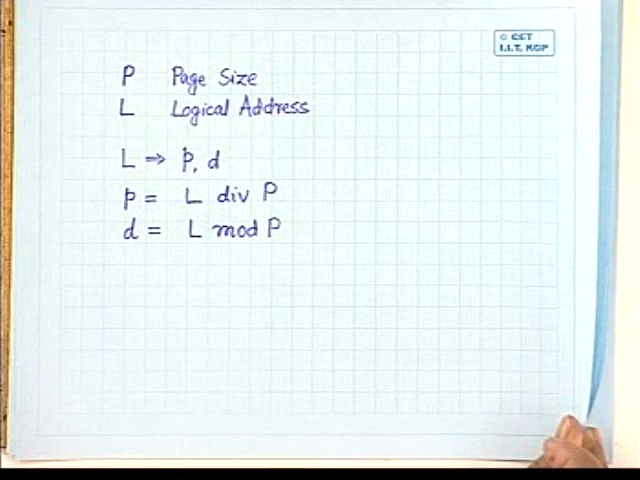 © CET
I.I.T. KGP
P Page Size
L Logical Address
L ⇒ p, d
p = L div P
d = L mod P